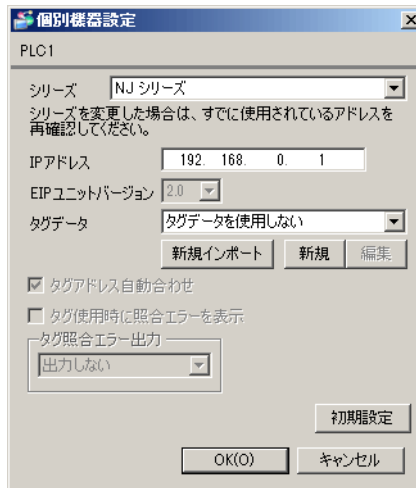 個別機器設定
PLC1
シリーズ NJ シリーズ
シリーズを変更した場合は、すでに使用されているアドレスを
再確認してください。
IPアドレス 192. 168. 0. 1
EIPユニットバージョン 2.0
タグデータ タグデータを使用しない
新規インポート 新規 編集
タグアドレス自動合わせ
タグ使用時に照合エラーを表示
タグ照合エラー出力
出力しない
初期設定
OK(O) キャンセル